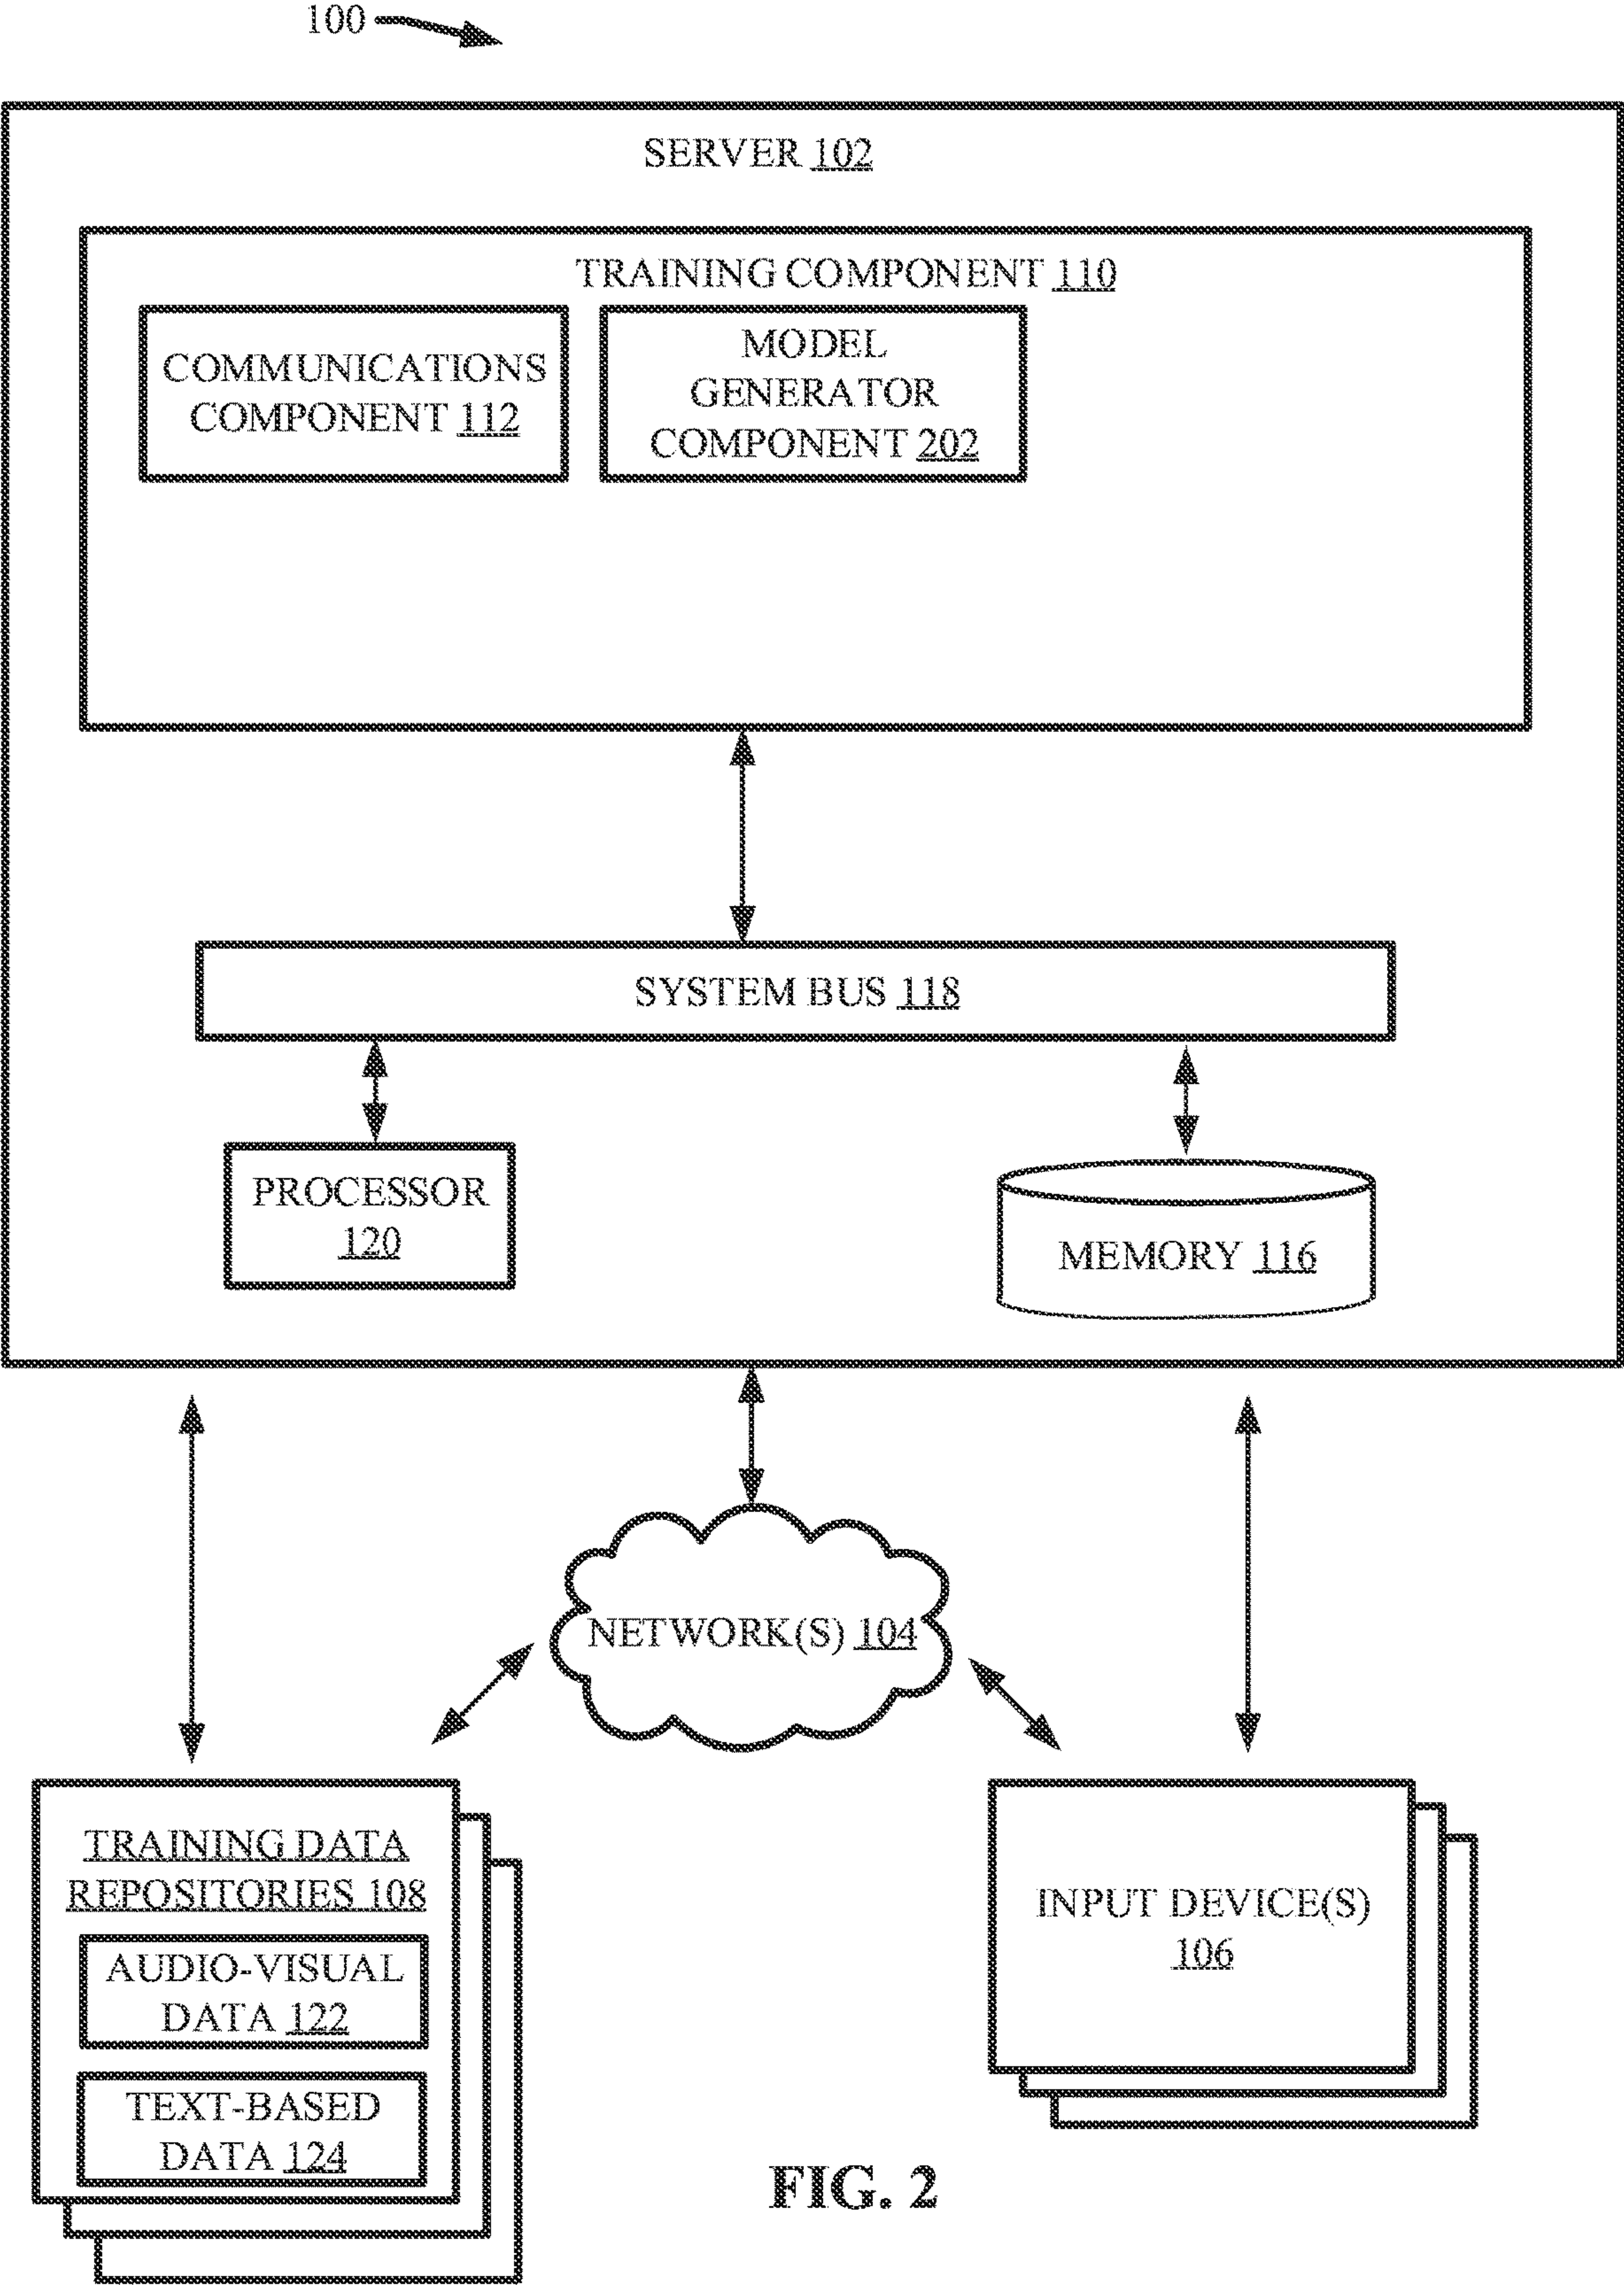 100
SERVER 102
TRAINING COMPONENT 110
COMMUNICATIONS
COMPONENT 112
MODEL
GENERATOR
COMPONENT 202
SYSTEM BUS 118
PROCESSOR
120
MEMORY 116
NETWORK(S) 104
TRAINING DATA
REPOSITORIES 108
AUDIO-VISUAL
DATA 122
TEXT-BASED
DATA 124
INPUT DEVICE(S)
106
FIG. 2